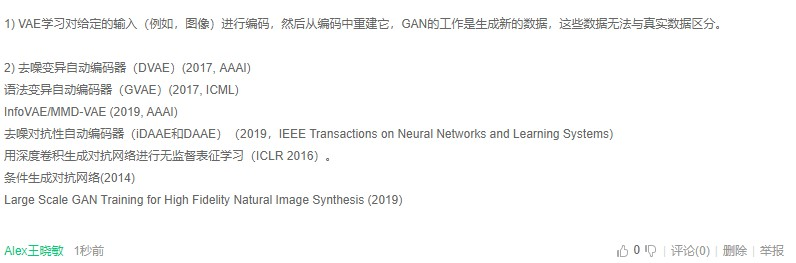 1) VAE学习对给定的输入（例如，图像）进行编码，然后从编码中重建它，GAN的工作是生成新的数据，这些数据无法与真实数据区分。
2) 去噪变异自动编码器（DVAE）(2017, AAAI)
语法变异自动编码器（GVAE）(2017, ICML)
InfoVAE/MMD-VAE (2019, AAAI)
去噪对抗性自动编码器（iDAAE和DAAE）（2019，IEEE Transactions on Neural Networks and Learning Systems）
用深度卷积生成对抗网络进行无监督表征学习（ICLR 2016）。
条件生成对抗网络(2014)
Large Scale GAN Training for High Fidelity Natural Image Synthesis (2019)
Alex王晓敏 1秒前 0 | 评论(0) | 删除 | 举报